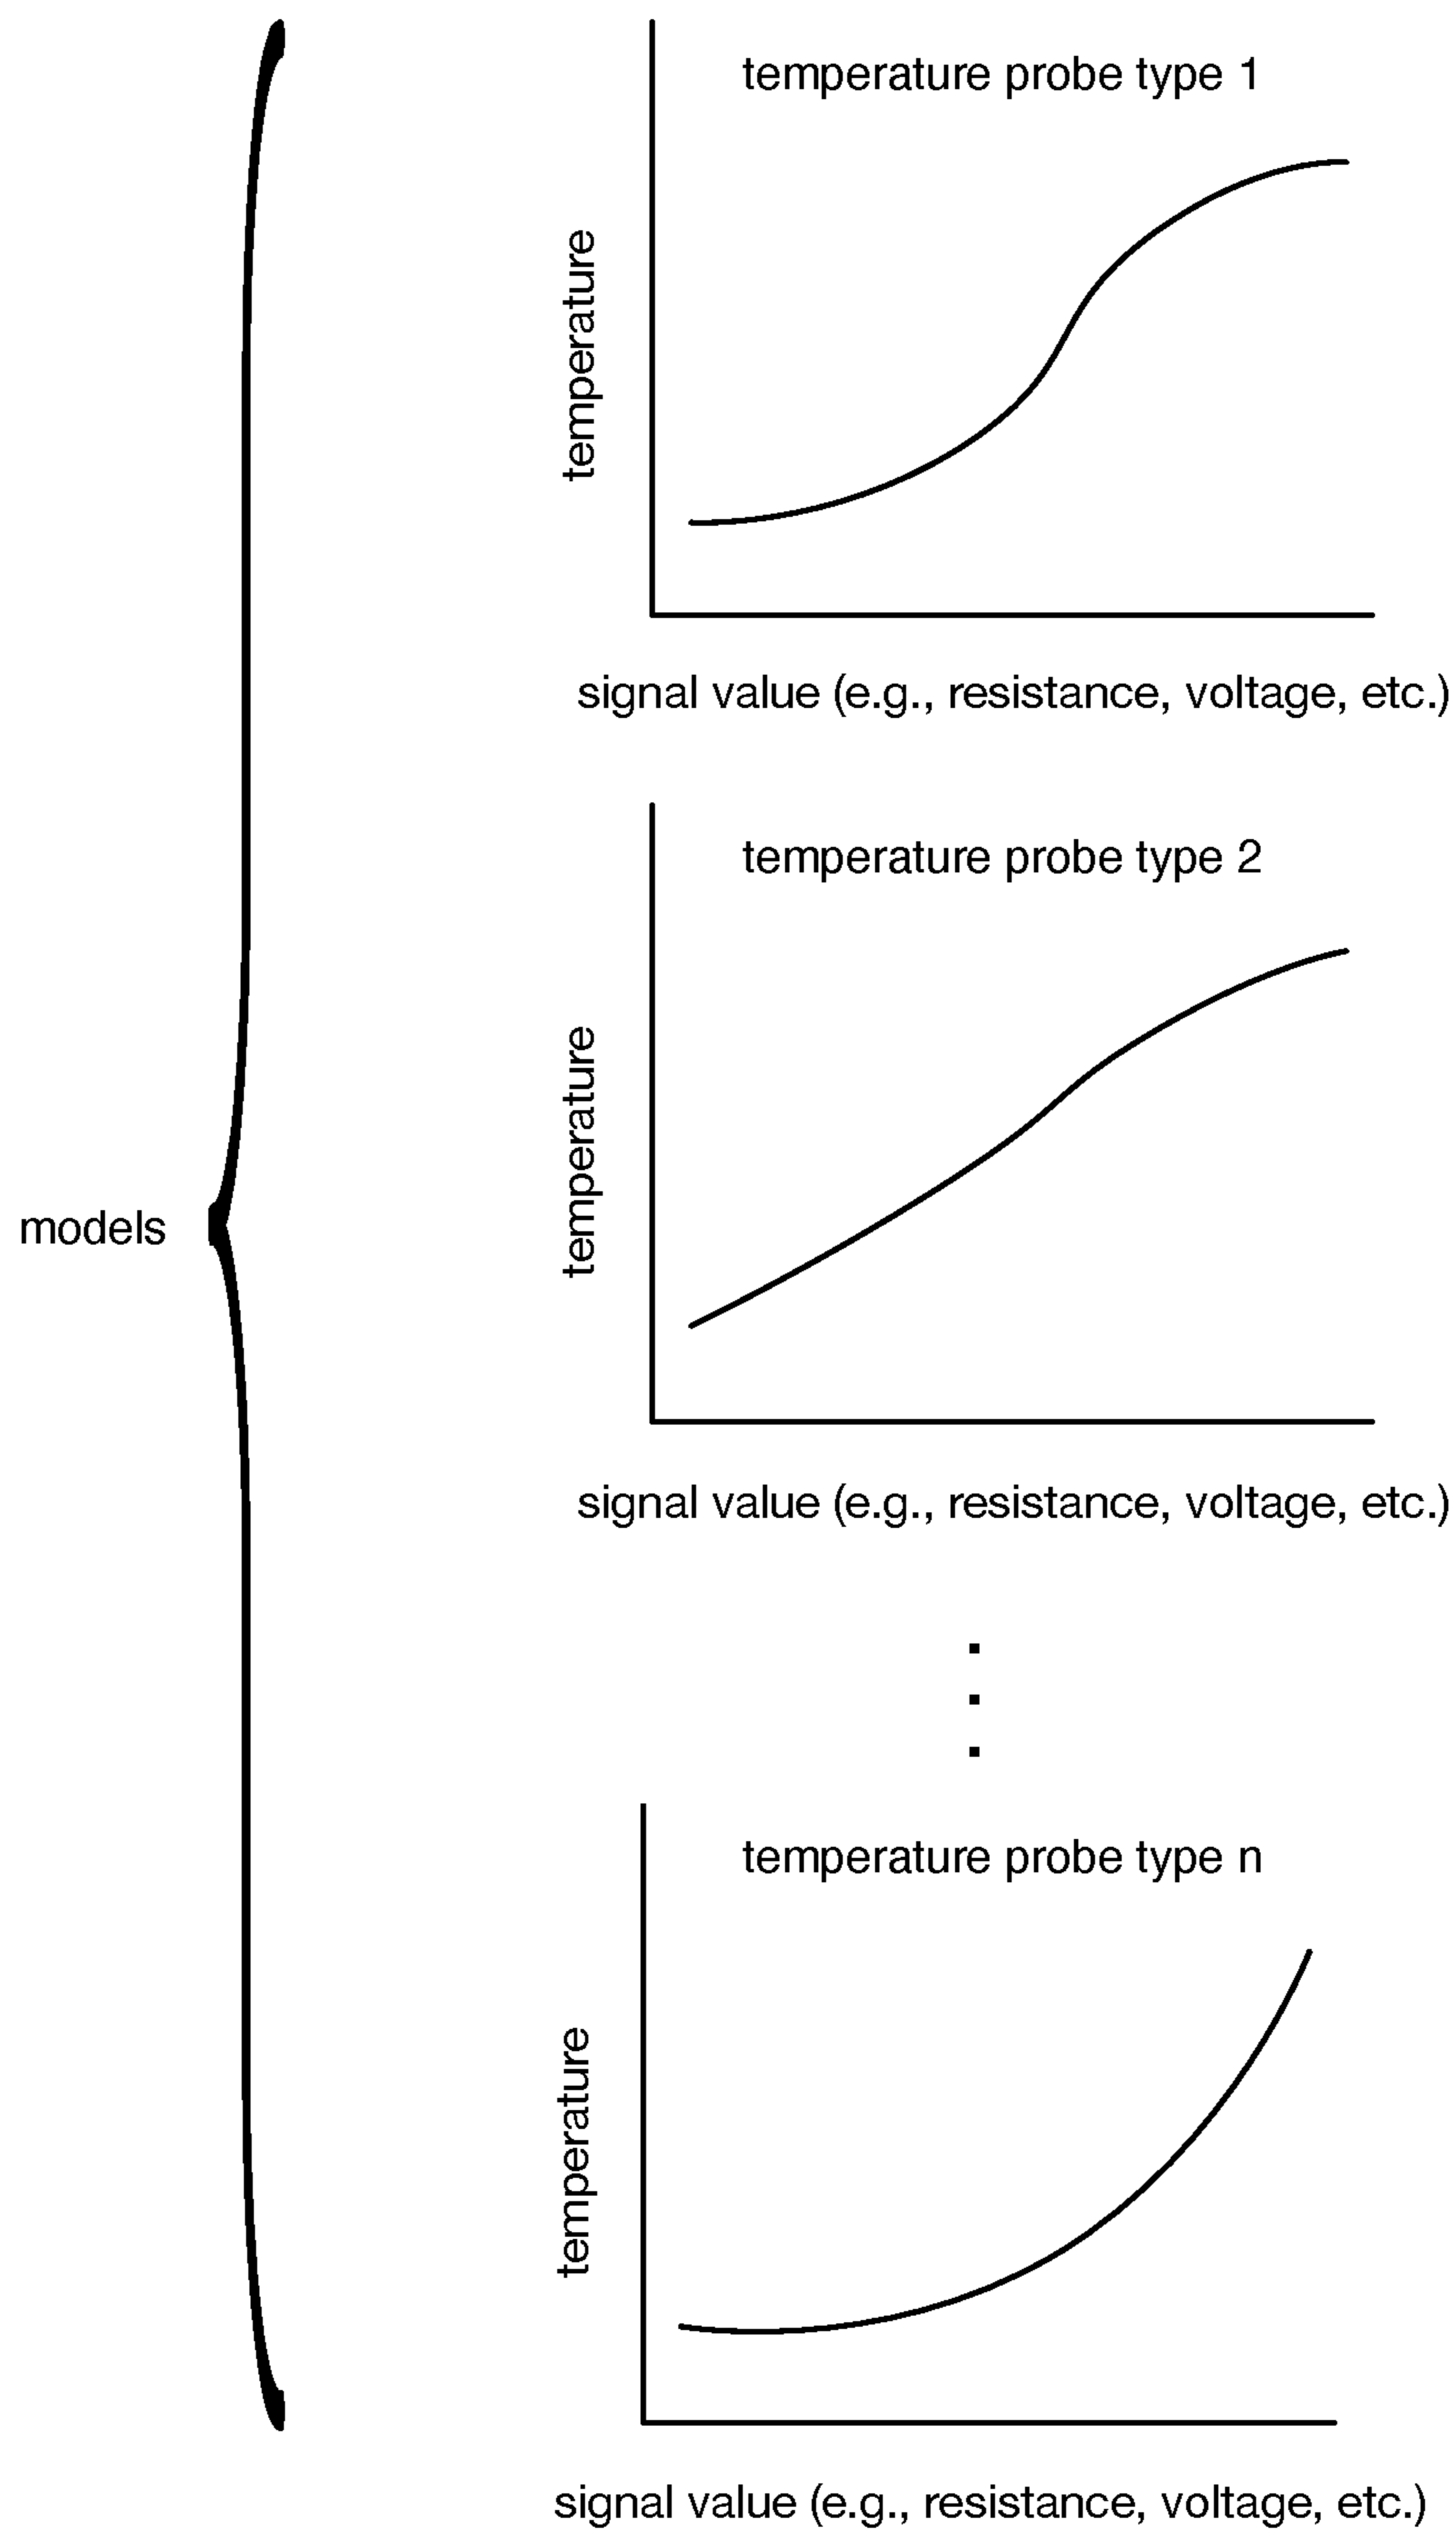 temperature probe type 1
temperature
signal value (e.g., resistance, voltage, etc.)
temperature probe type 2
temperature
signal value (e.g., resistance, voltage, etc.)
models
temperature probe type n
temperature
signal value (e.g., resistance, voltage, etc.)